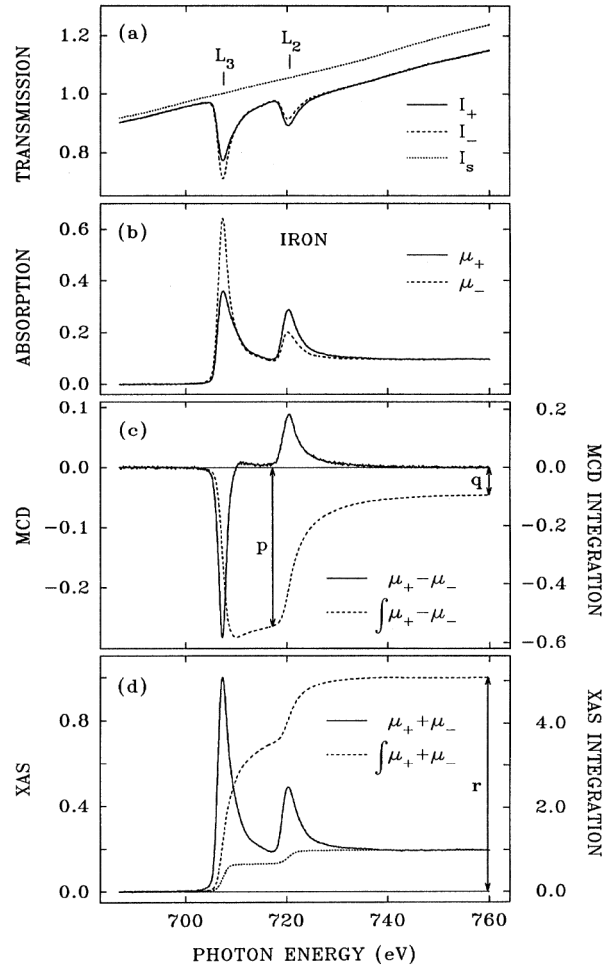 (a)
L₃
L₂
1.2
1.0
0.8
TRANSMISSION
I₊
I₋
Iₛ
(b)
IRON
0.6
0.4
0.2
0.0
ABSORPTION
μ₊
μ₋
(c)
0.1
0.0
−0.1
−0.2
MCD
0.2
0.0
−0.2
−0.4
−0.6
MCD INTEGRATION
p
q
μ₊−μ₋
∫μ₊−μ₋
(d)
0.8
0.4
0.0
XAS
4.0
2.0
1.0
0.0
XAS INTEGRATION
r
μ₊+μ₋
∫μ₊+μ₋
700
720
740
760
PHOTON ENERGY (eV)